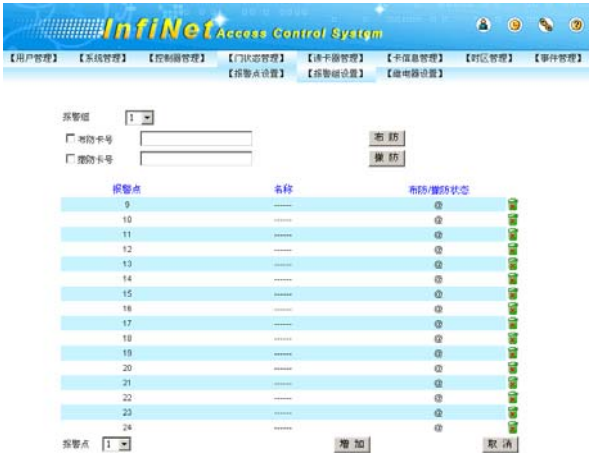 InfiNet Access Control System
【用户管理】 【系统管理】 【控制器管理】 【门状态管理】 【读卡器管理】 【卡信息管理】 【时区管理】 【事件管理】
【报警点设置】 【报警组设置】 【继电器设置】
报警组 1
布防卡号 布 防
撤防卡号 撤 防
报警点 名称 布防/撤防状态
9 ------ @
10 ------ @
11 ------ @
12 ------ @
13 ------ @
14 ------ @
15 ------ @
16 ------ @
17 ------ @
18 ------ @
19 ------ @
20 ------ @
21 ------ @
22 ------ @
23 ------ @
24 ------ @
报警点 1 增 加 取 消